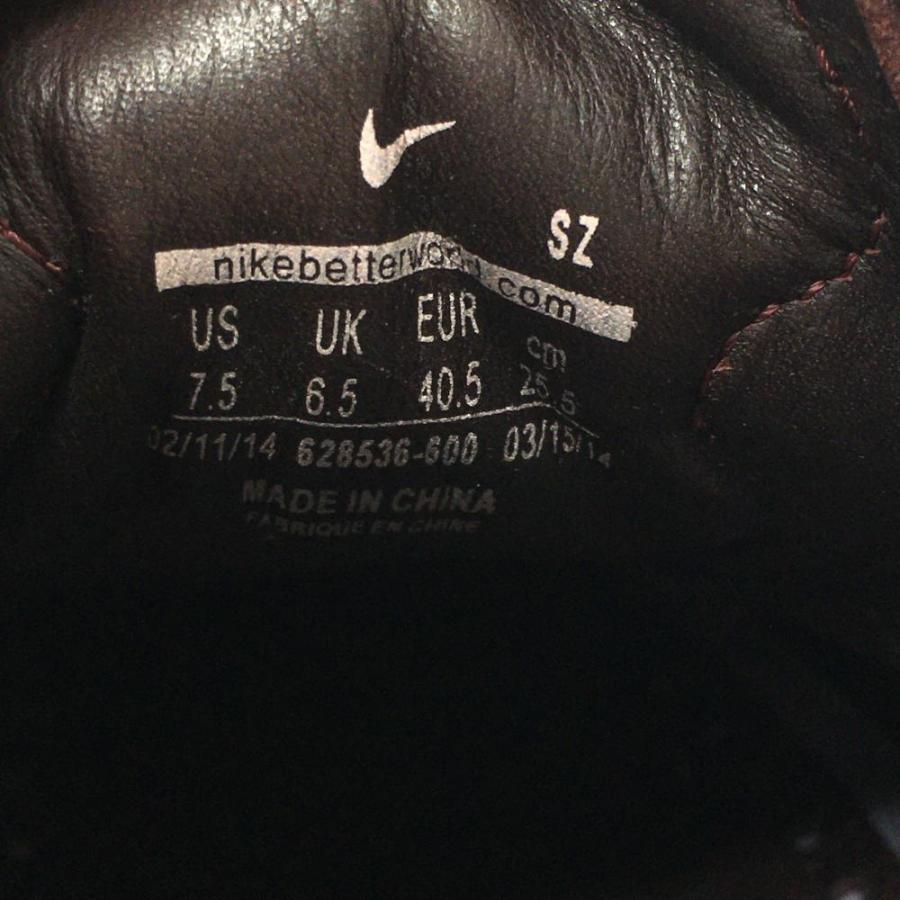 SZ
nikebetterworld.com
US UK EUR cm
7.5 6.5 40.5 25.5
02/11/14 628536-600 03/15/14
MADE IN CHINA
FABRIQUE EN CHINE